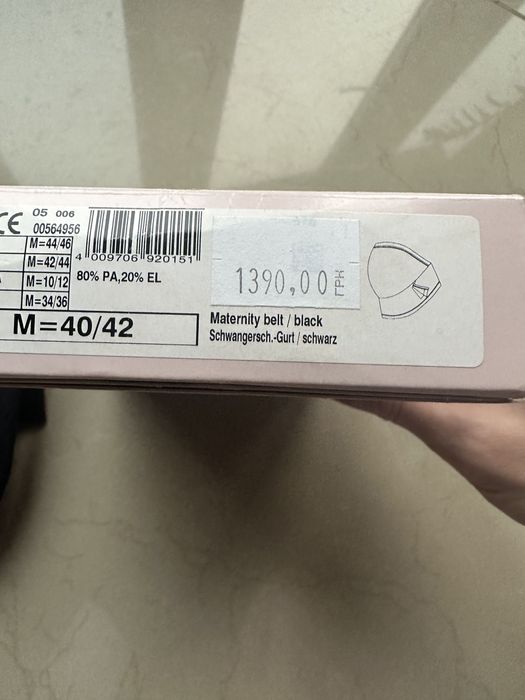 CE 05 006
00564956
M=44/46
M=42/44
M=10/12
M=34/36
4 009706 920151
80% PA,20% EL
M=40/42
1390,00 ГРН
Maternity belt / black
Schwangersch.-Gurt / schwarz